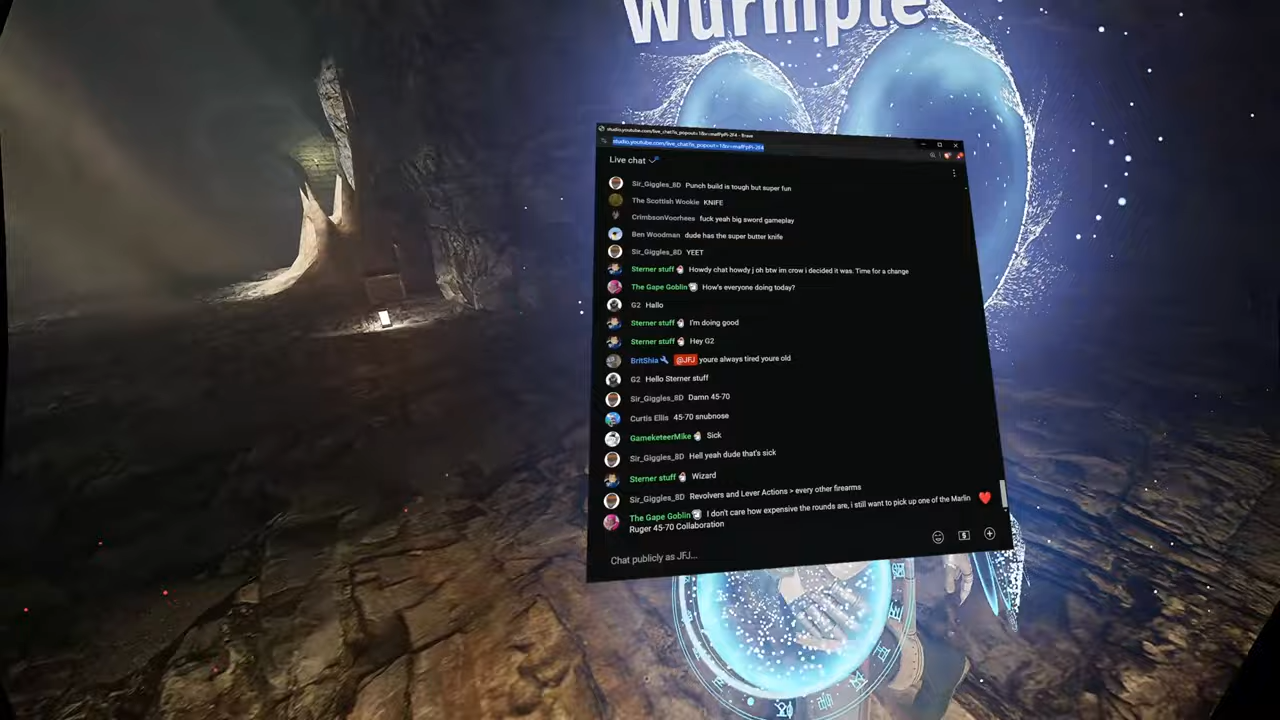 Wurmple
Live chat
Sir_Giggles_8D Punch build is tough but super fun
The Scottish Wookie KNIFE
CrimbsonVoorhees fuck yeah big sword gameplay
Ben Woodman dude has the super butter knife
Sir_Giggles_8D YEET
Sterner stuff Howdy chat howdy j oh btw im crow i decided it was. Time for a change
The Gape Goblin How's everyone doing today?
G2 Hallo
Sterner stuff I'm doing good
Sterner stuff Hey G2
BritShia @JFJ youre always tired youre old
G2 Hello Sterner stuff
Sir_Giggles_8D Damn 45-70
Curtis Ellis 45-70 snubnose
GameketeerMike Sick
Sir_Giggles_8D Hell yeah dude that's sick
Sterner stuff Wizard
Sir_Giggles_8D Revolvers and Lever Actions > every other firearms
The Gape Goblin I don't care how expensive the rounds are, i still want to pick up one of the Marlin
Ruger 45-70 Collaboration
Chat publicly as JFJ...